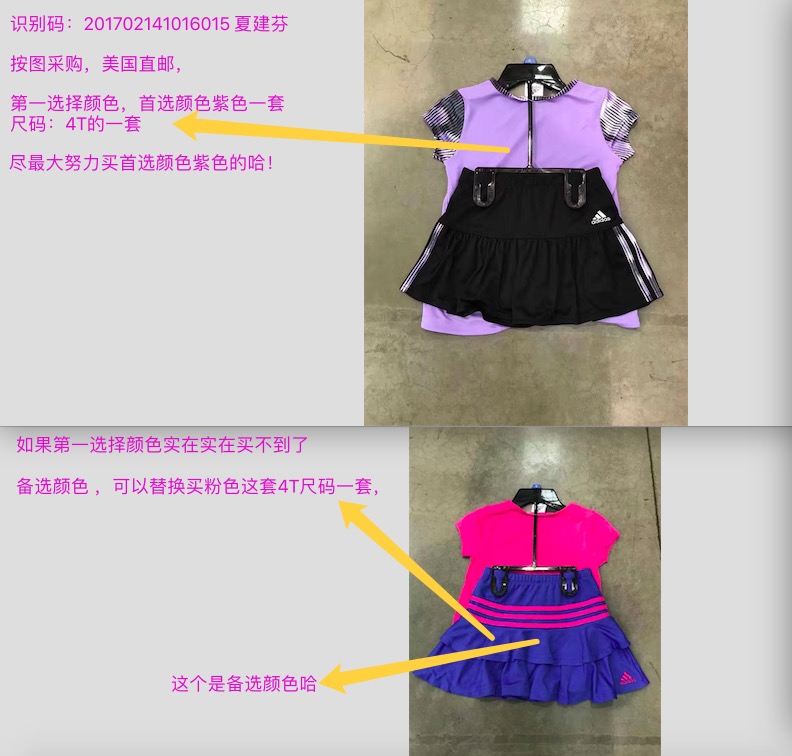 识别码：201702141016015 夏建芬
按图采购，美国直邮，
第一选择颜色，首选颜色紫色一套
尺码：4T的一套
尽最大努力买首选颜色紫色的哈！
adidas
如果第一选择颜色实在实在买不到了
备选颜色 ，可以替换买粉色这套4T尺码一套，
这个是备选颜色哈